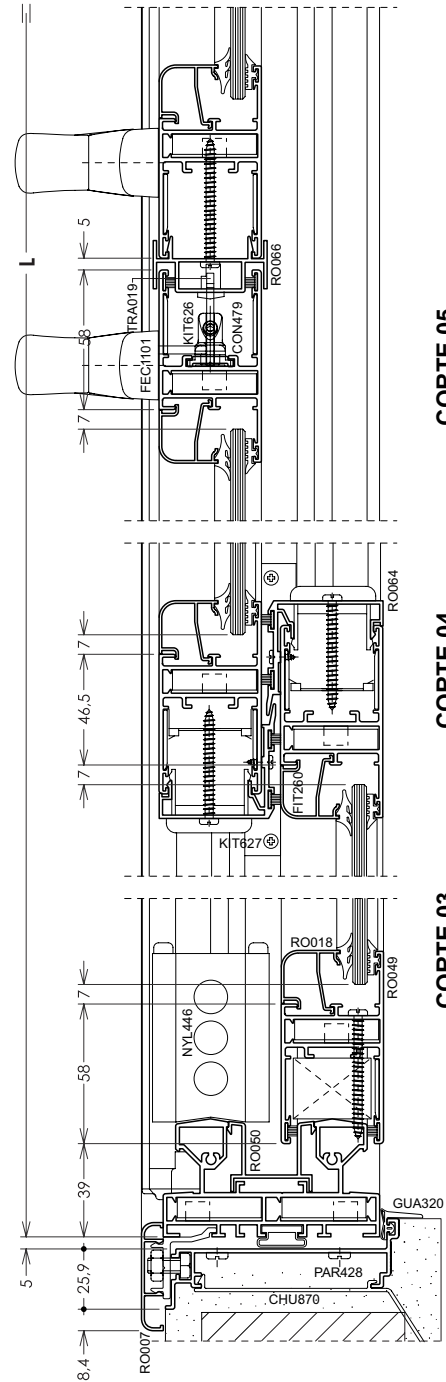 L
5
58
7
TRA019
FEC1101
KIT626
CON479
RO066
CORTE 05
7
46,5
7
FIT260
KIT627
RO064
CORTE 04
7
58
39
NYL446
RO018
RO049
RO050
CORTE 03
5
25,9
8,4
RO007
GUA320
PAR428
CHU870